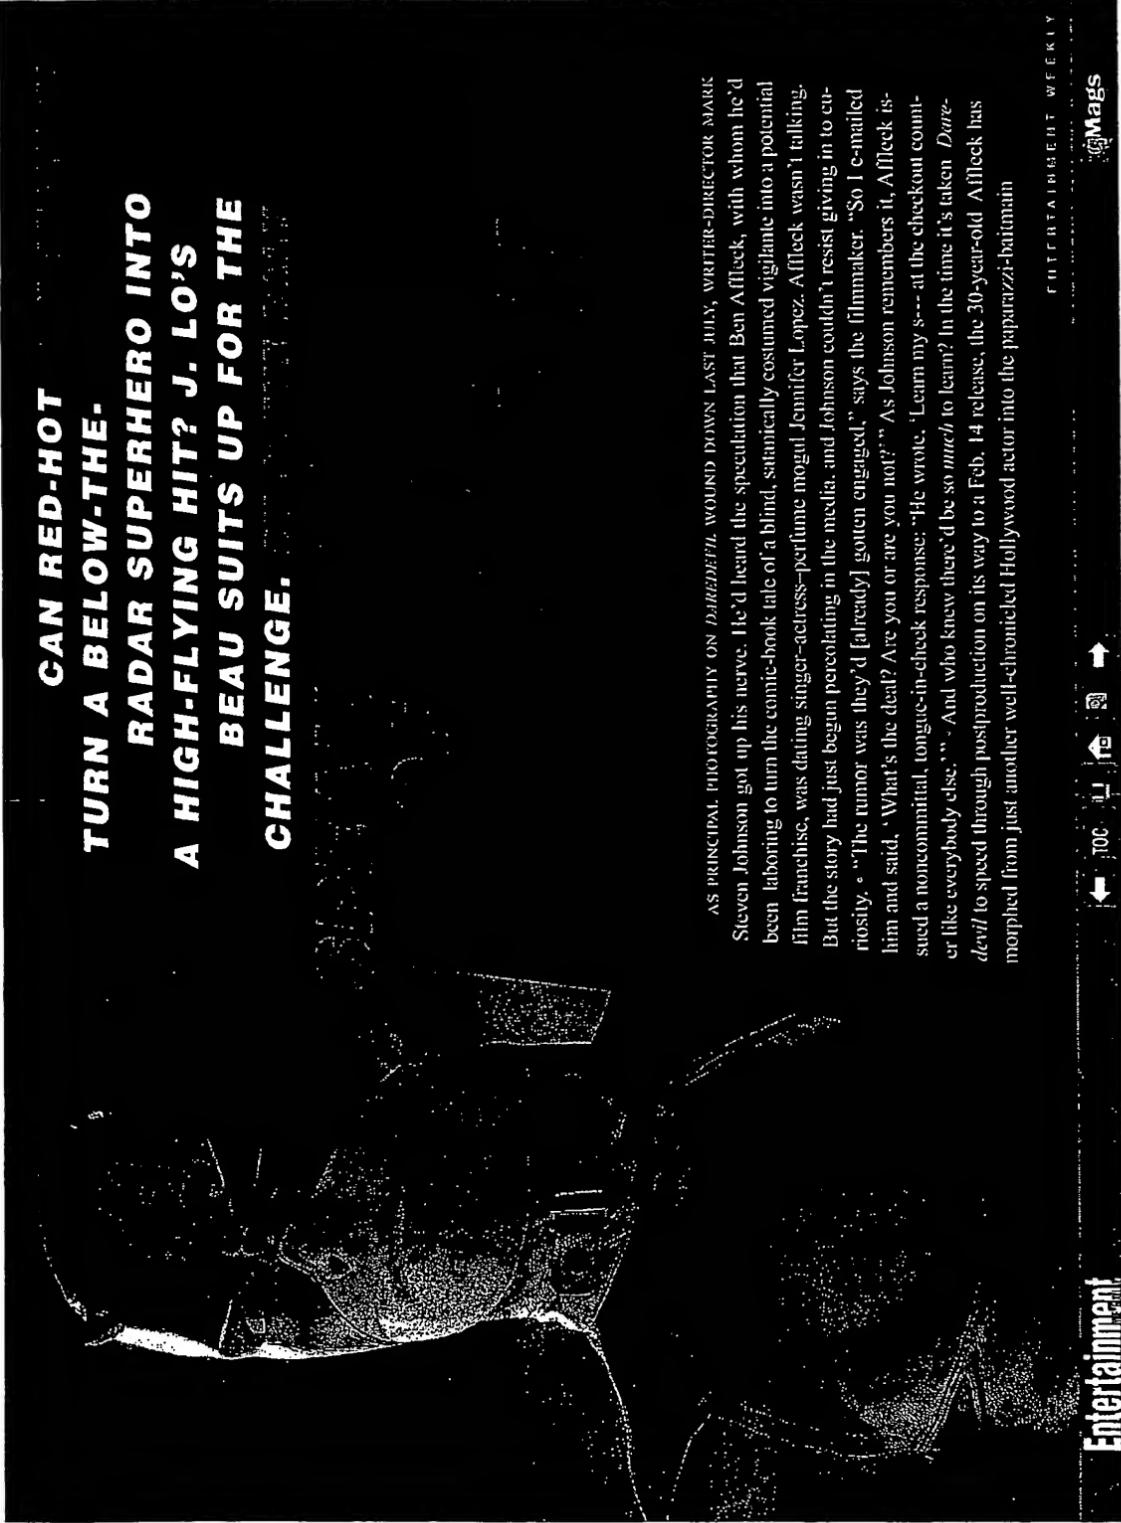 CAN RED-HOT
TURN A BELOW-THE-
RADAR SUPERHERO INTO
A HIGH-FLYING HIT? J. LO'S
BEAU SUITS UP FOR THE
CHALLENGE.
AS PRINCIPAL PHOTOGRAPHY ON DAREDEVIL WOUND DOWN LAST JULY, WRITER-DIRECTOR MARK
Steven Johnson got up his nerve. He'd heard the speculation that Ben Affleck, with whom he'd
been laboring to turn the comic-book tale of a blind, satanically costumed vigilante into a potential
film franchise, was dating singer–actress–perfume mogul Jennifer Lopez. Affleck wasn't talking.
But the story had just begun percolating in the media, and Johnson couldn't resist giving in to cu-
riosity. • "The rumor was they'd [already] gotten engaged," says the filmmaker. "So I e-mailed
him and said, 'What's the deal? Are you or are you not?'" As Johnson remembers it, Affleck is-
sued a noncommittal, tongue-in-cheek response: "He wrote, 'Learn my s--- at the checkout count-
er like everybody else.'" • And who knew there'd be so much to learn? In the time it's taken Dare-
devil to speed through postproduction on its way to a Feb. 14 release, the 30-year-old Affleck has
morphed from just another well-chronicled Hollywood actor into the paparazzi-baitmain
ENTERTAINMENT WEEKLY
Entertainment
TOC
Mags